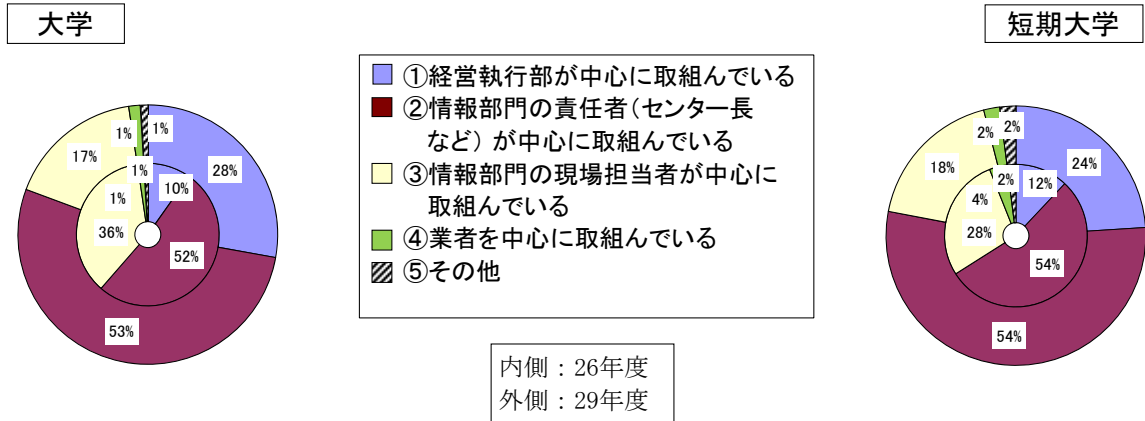 大学
短期大学
①経営執行部が中心に取組んでいる
②情報部門の責任者（センター長
など）が中心に取組んでいる
③情報部門の現場担当者が中心に
取組んでいる
④業者を中心に取組んでいる
⑤その他
1%
1%
17%
28%
1%
10%
1%
36%
52%
53%
2%
2%
18%
24%
2%
12%
4%
28%
54%
54%
内側：26年度
外側：29年度